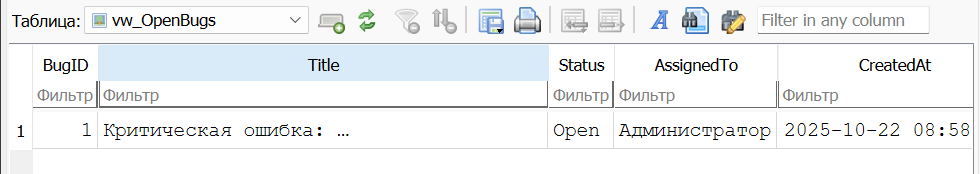 Таблица: vw_OpenBugs Filter in any column
BugID Title Status AssignedTo CreatedAt
Фильтр Фильтр Фильтр Фильтр Фильтр
1 1 Критическая ошибка: … Open Администратор 2025-10-22 08:58